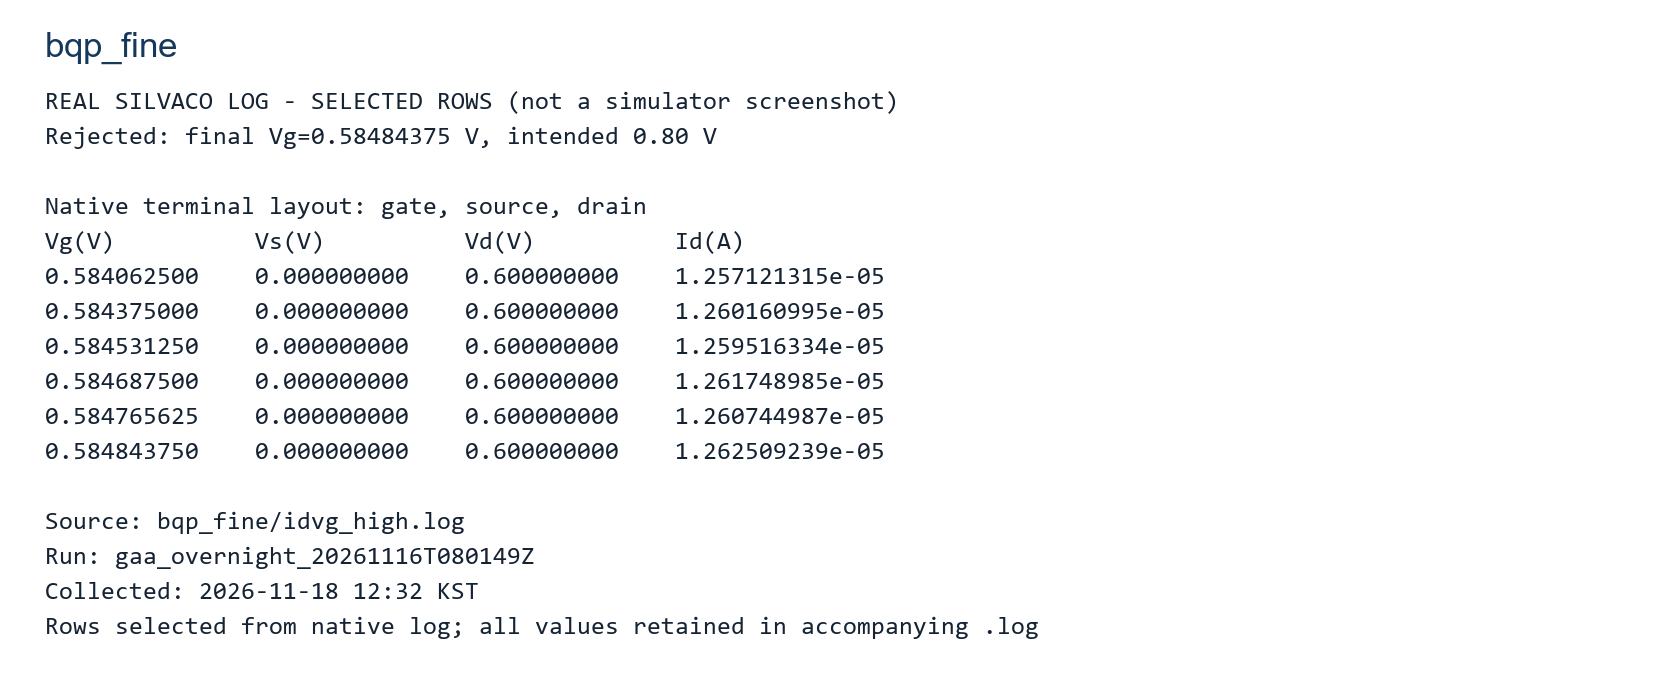 bqp_fine
REAL SILVACO LOG - SELECTED ROWS (not a simulator screenshot)
Rejected: final Vg=0.58484375 V, intended 0.80 V
Native terminal layout: gate, source, drain
Vg(V) Vs(V) Vd(V) Id(A)
0.584062500 0.000000000 0.600000000 1.257121315e-05
0.584375000 0.000000000 0.600000000 1.260160995e-05
0.584531250 0.000000000 0.600000000 1.259516334e-05
0.584687500 0.000000000 0.600000000 1.261748985e-05
0.584765625 0.000000000 0.600000000 1.260744987e-05
0.584843750 0.000000000 0.600000000 1.262509239e-05
Source: bqp_fine/idvg_high.log
Run: gaa_overnight_20261116T080149Z
Collected: 2026-11-18 12:32 KST
Rows selected from native log; all values retained in accompanying .log